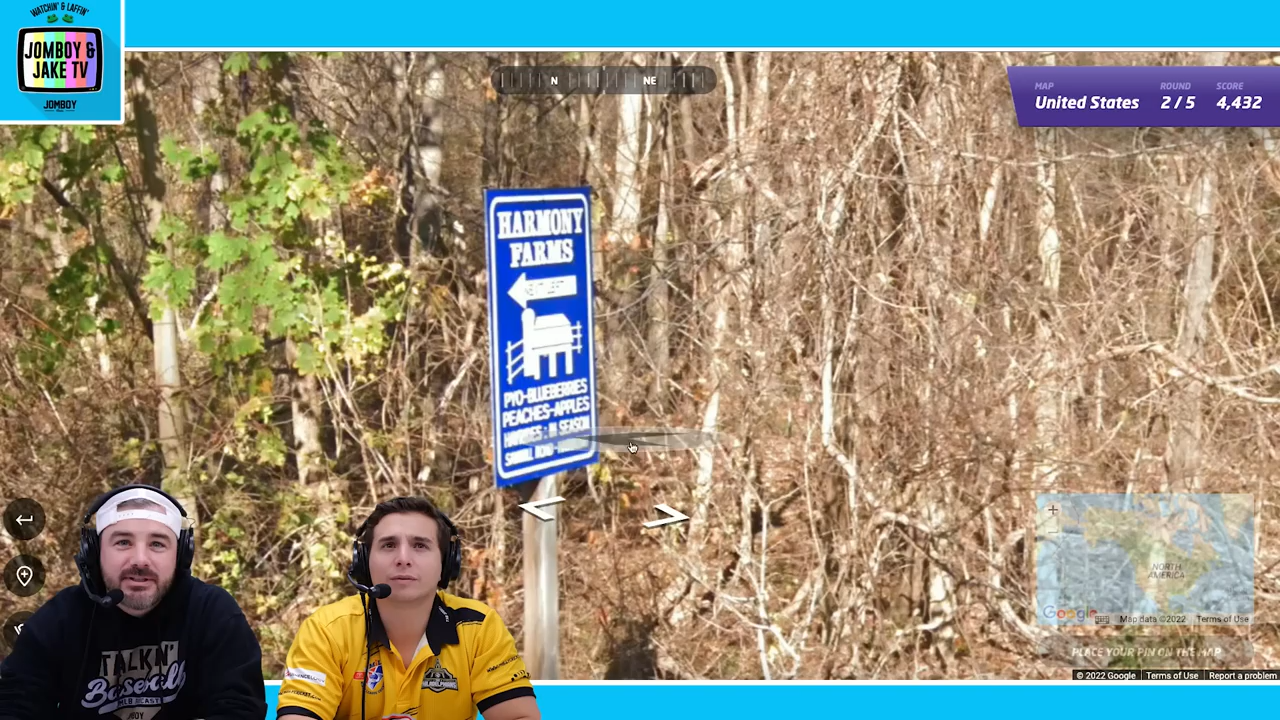 WATCHIN' & LAFFIN'
JOMBOY &
JAKE TV
JOMBOY
N
NE
MAP
United States
ROUND
2 / 5
SCORE
4,432
HARMONY
FARMS
PYO-BLUEBERRIES
PEACHES-APPLES
IN SEASON
NORTH
AMERICA
Google
Map data ©2022
Terms of Use
PLACE YOUR PIN ON THE MAP
© 2022 Google
Terms of Use
Report a problem
TALKIN'
Baseball